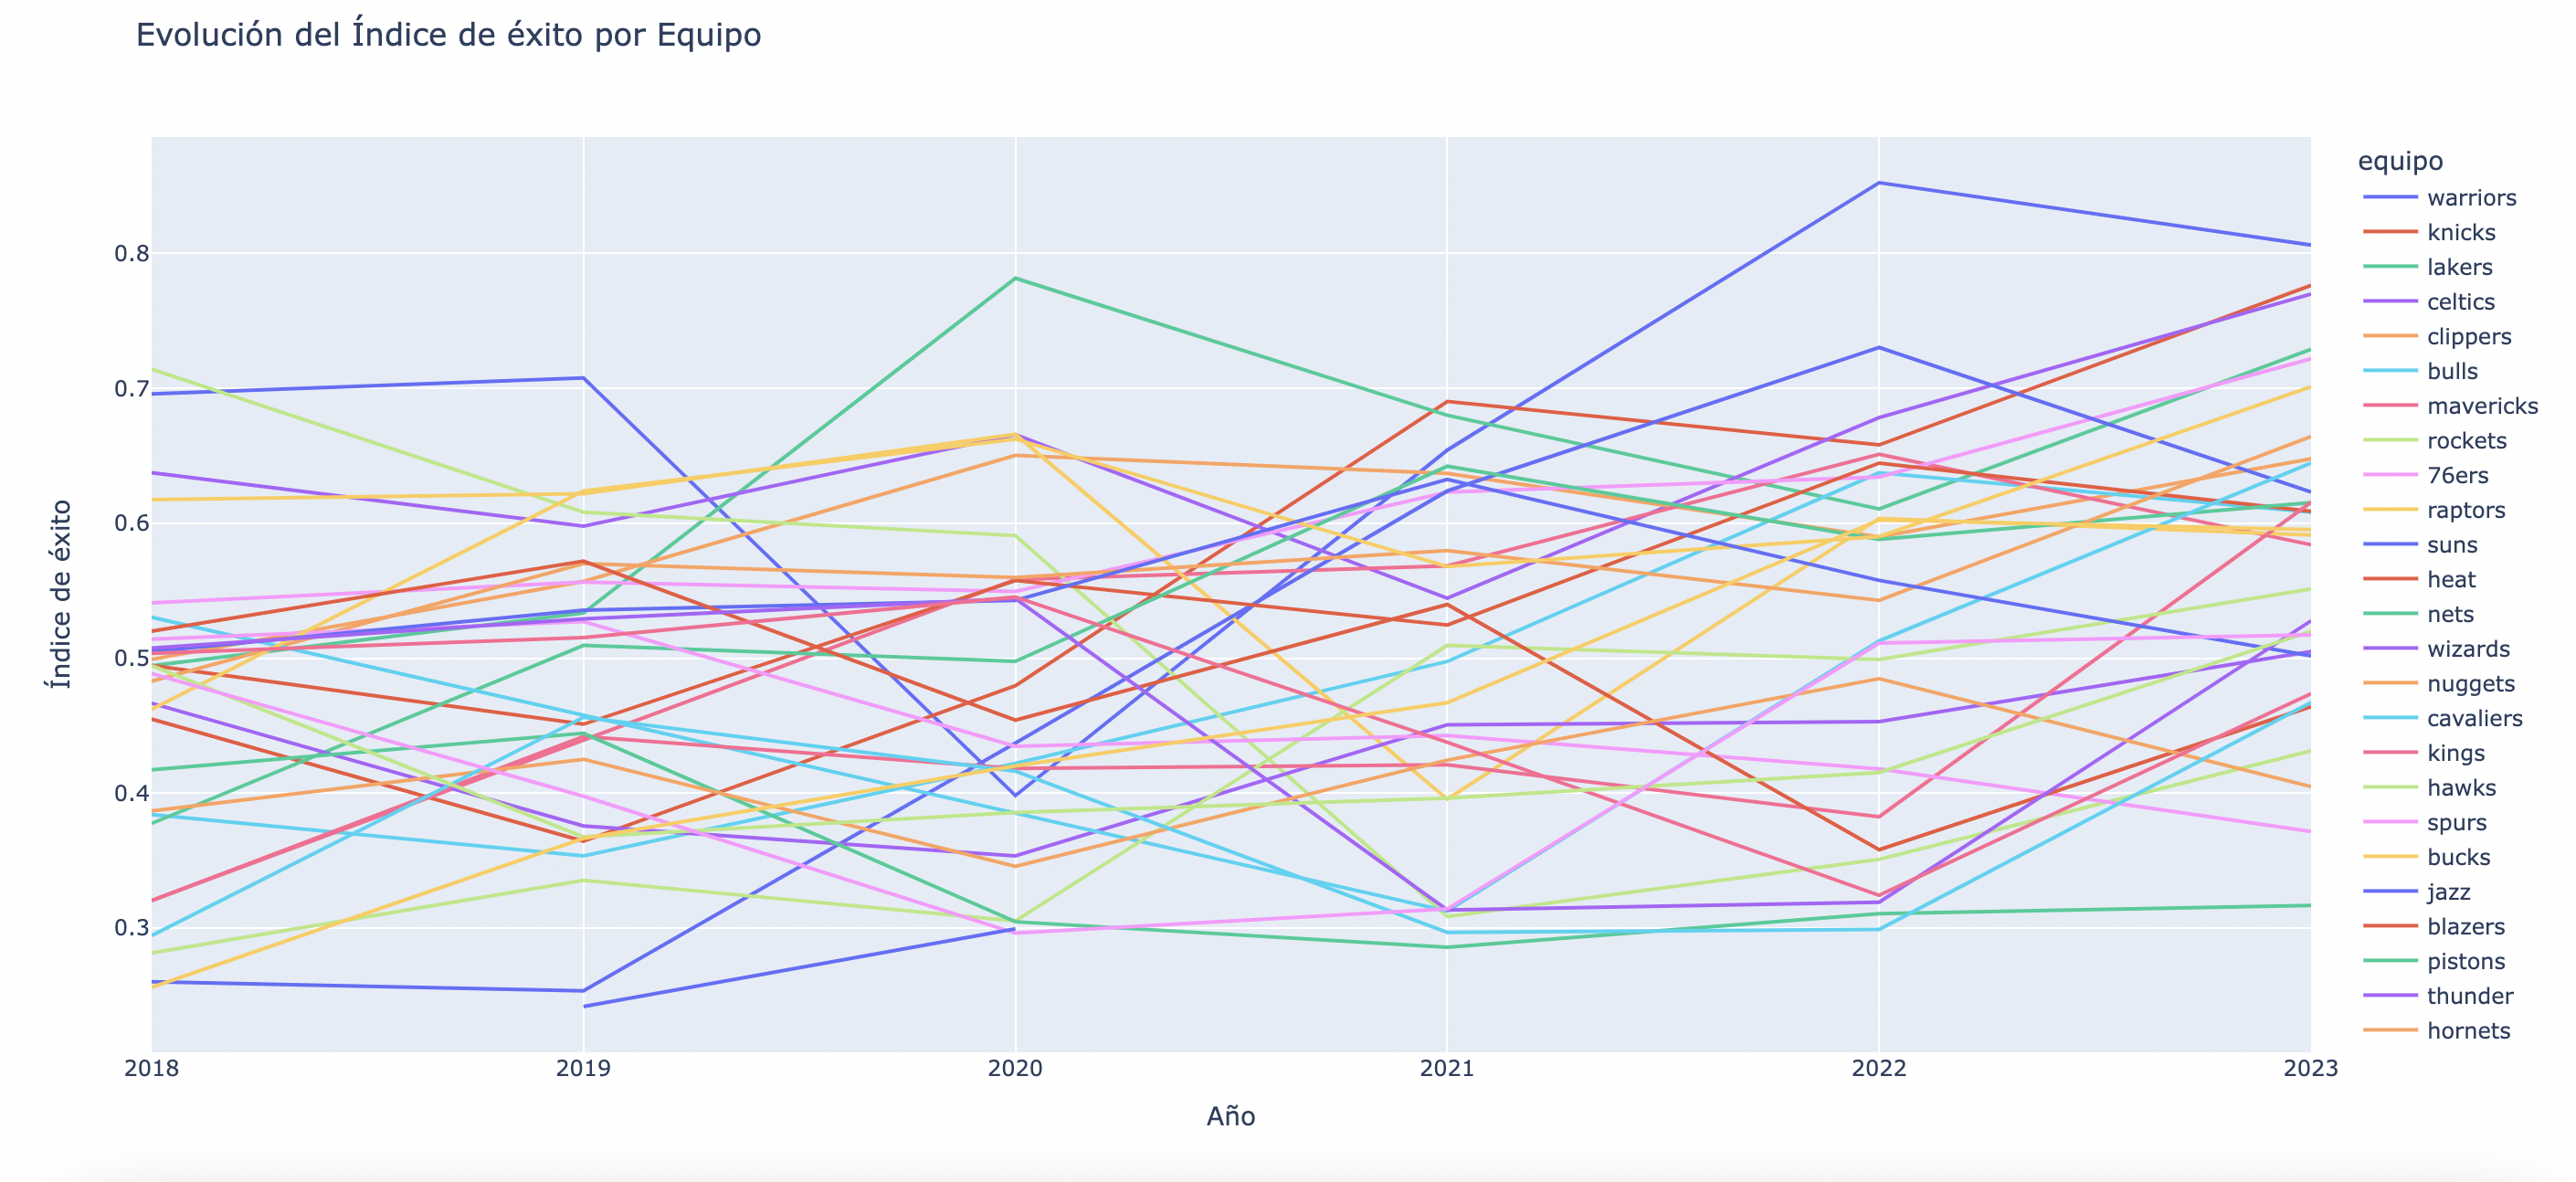 Evolución del Índice de éxito por Equipo
equipo
warriors
knicks
lakers
celtics
clippers
bulls
mavericks
rockets
76ers
raptors
suns
heat
nets
wizards
nuggets
cavaliers
kings
hawks
spurs
bucks
jazz
blazers
pistons
thunder
hornets
Índice de éxito
0.8
0.7
0.6
0.5
0.4
0.3
2018 2019 2020 2021 2022 2023
Año